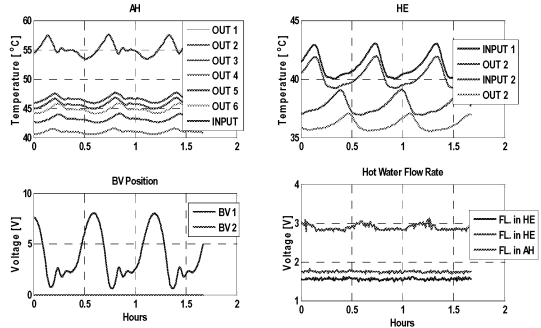 AH
HE
60
55
50
45
40
Temperature [°C]
0
0.5
1
1.5
2
OUT 1
OUT 2
OUT 3
OUT 4
OUT 5
OUT 6
INPUT
45
40
35
Temperature [°C]
0
0.5
1
1.5
2
INPUT 1
OUT 2
INPUT 2
OUT 2
BV Position
10
5
0
Voltage [V]
0
0.5
1
1.5
2
Hours
BV 1
BV 2
Hot Water Flow Rate
4
3
2
1
Voltage [V]
0
0.5
1
1.5
2
Hours
FL. in HE
FL. in HE
FL. in AH